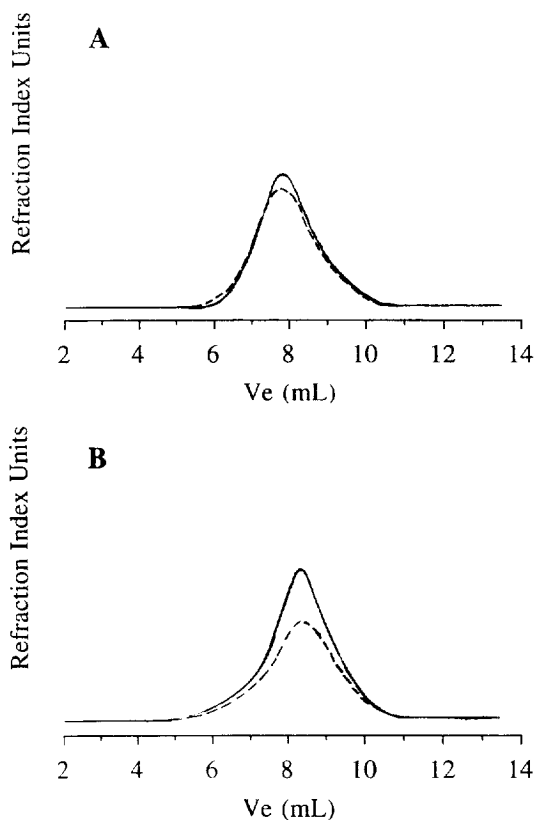 A
Refraction Index Units
2 4 6 8 10 12 14
Ve (mL)
B
Refraction Index Units
2 4 6 8 10 12 14
Ve (mL)